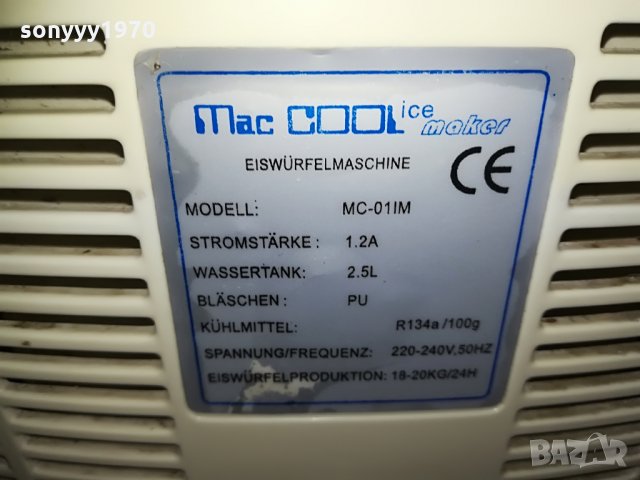 sonyyy1970
Mac COOL ice maker
EISWÜRFELMASCHINE
CE
MODELL: MC-01IM
STROMSTÄRKE: 1.2A
WASSERTANK: 2.5L
BLÄSCHEN: PU
KÜHLMITTEL: R134a /100g
SPANNUNG/FREQUENZ: 220-240V,50HZ
EISWÜRFELPRODUKTION: 18-20KG/24H
BAZAR